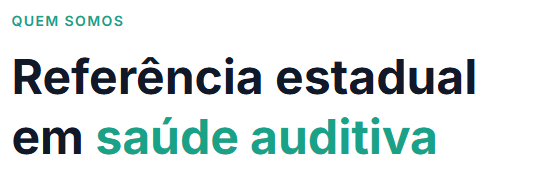 QUEM SOMOS
Referência estadual
em saúde auditiva